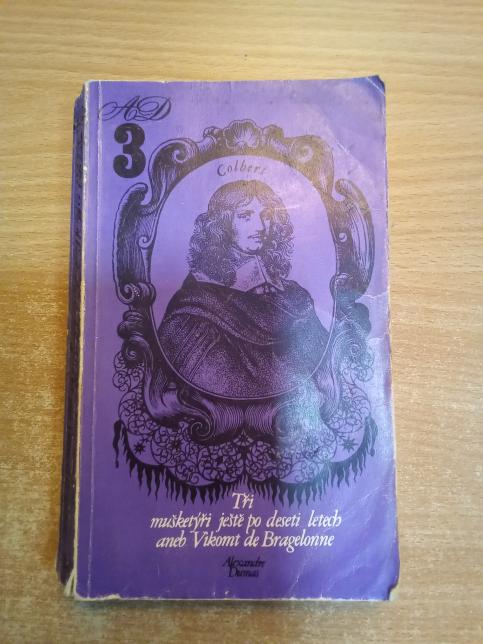 AD
3
Colbert
Tři
mušketýři ještě po deseti letech
aneb Vikomt de Bragelonne
Alexandre
Dumas